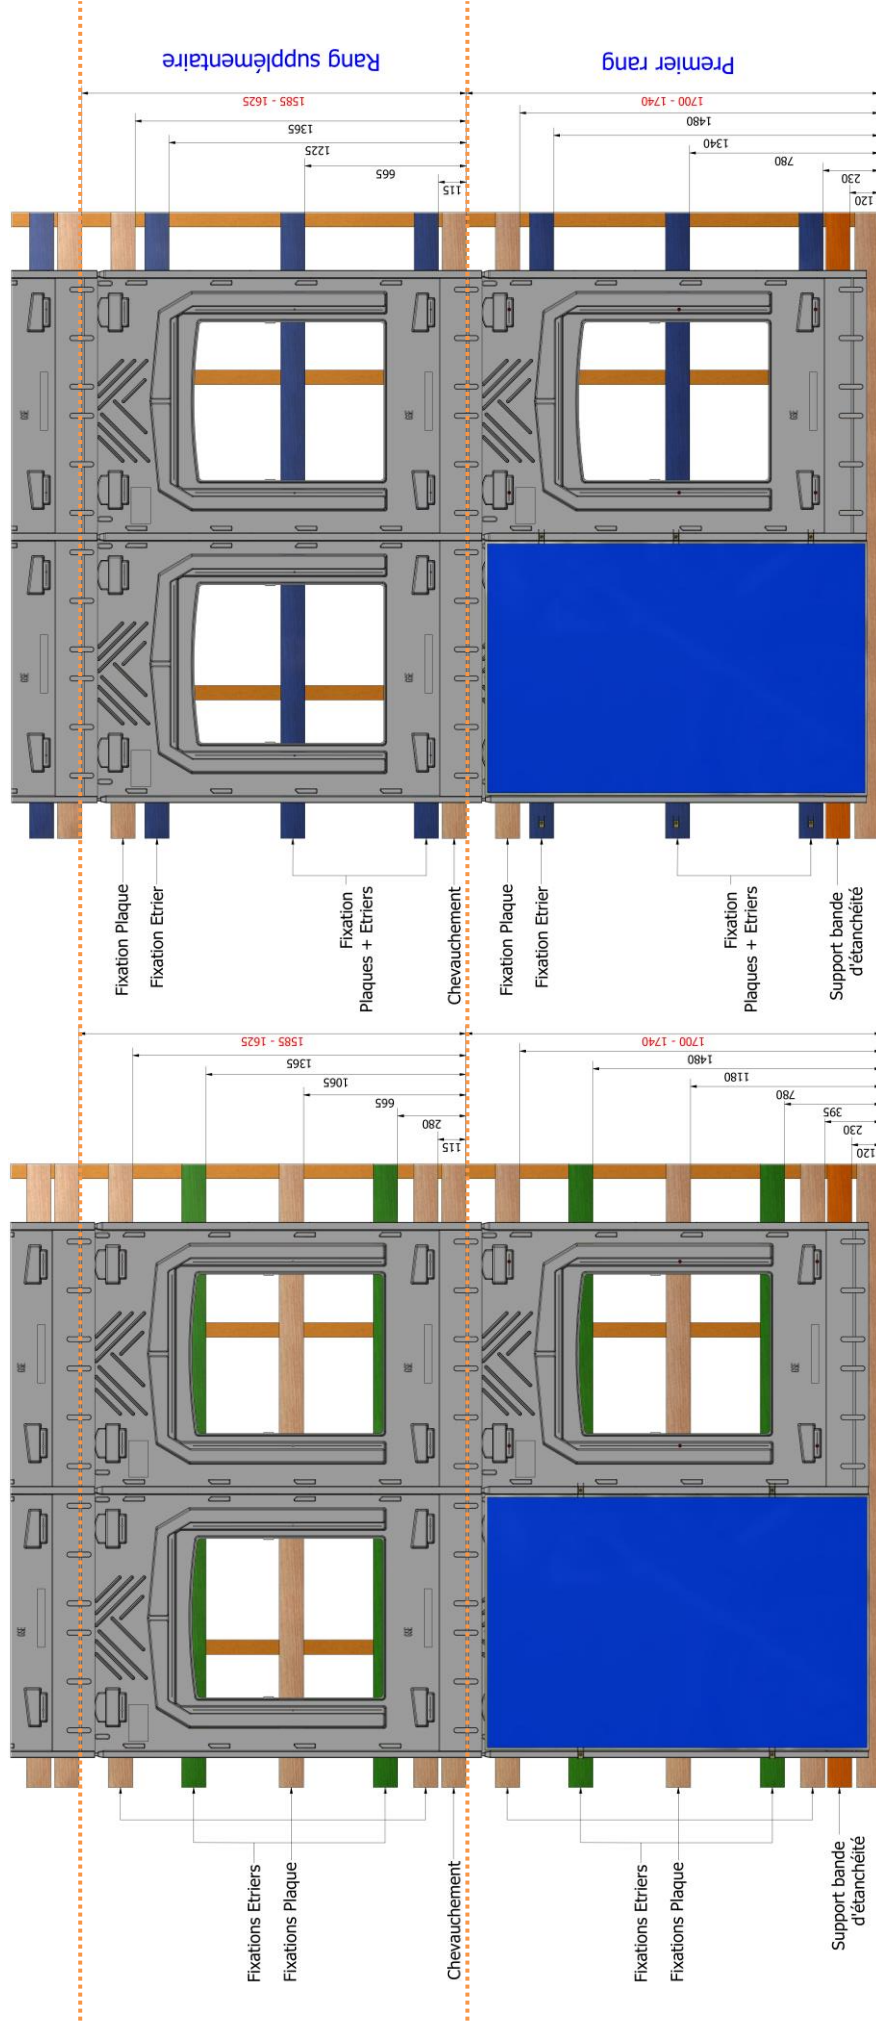 Rang supplémentaire
Premier rang
1585 - 1625
1365
1225
665
115
1700 - 1740
1480
1340
780
230
120
Fixation Plaque
Fixation Etrier
Fixation
Plaques + Etriers
Chevauchement
Fixation Plaque
Fixation Etrier
Fixation
Plaques + Etriers
Support bande
d'étanchéité
1585 - 1625
1365
1065
665
280
115
1700 - 1740
1480
1180
780
395
230
120
Fixations Etriers
Fixations Plaque
Chevauchement
Fixations Etriers
Fixations Plaque
Support bande
d'étanchéité